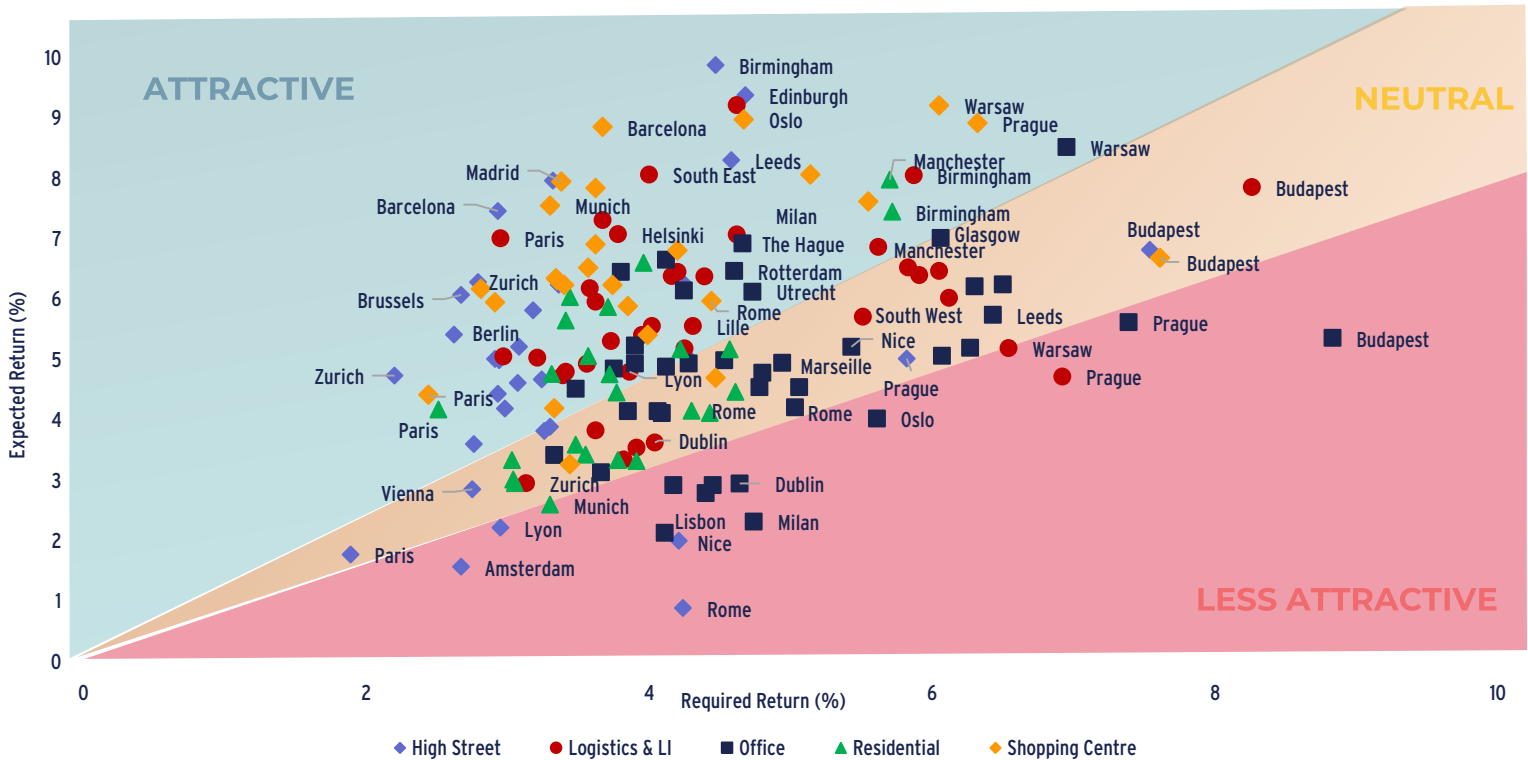 10
9
8
7
6
5
4
3
2
1
0
Expected Return (%)
ATTRACTIVE
NEUTRAL
LESS ATTRACTIVE
Birmingham
Edinburgh
Oslo
Barcelona
Warsaw
Prague
Warsaw
Leeds
Manchester
Madrid
South East
Birmingham
Budapest
Barcelona
Munich
Milan
Birmingham
Paris
Helsinki
The Hague
Glasgow
Budapest
Manchester
Budapest
Zurich
Rotterdam
Brussels
Utrecht
Rome
South West
Leeds
Berlin
Lille
Nice
Prague
Budapest
Warsaw
Zurich
Lyon
Marseille
Prague
Prague
Paris
Rome
Rome
Oslo
Paris
Dublin
Vienna
Zurich
Dublin
Munich
Lyon
Lisbon
Milan
Nice
Paris
Amsterdam
Rome
0
2
4
6
8
10
Required Return (%)
High Street
Logistics & LI
Office
Residential
Shopping Centre